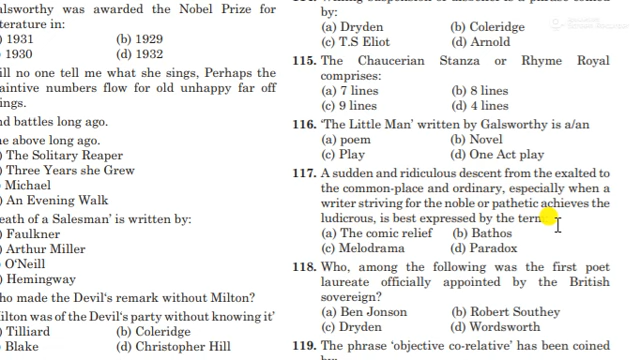 alsworthy was awarded the Nobel Prize for
terature in:
) 1931 (b) 1929
1930 (d) 1932
ill no one tell me what she sings, Perhaps the
aintive numbers flow for old unhappy far off
ings.
nd battles long ago.
e above long ago.
) The Solitary Reaper
) Three Years she Grew
Michael
) An Evening Walk
eath of a Salesman' is written by:
Faulkner
) Arthur Miller
O'Neill
) Hemingway
ho made the Devil's remark without Milton?
ilton was of the Devil's party without knowing it'
) Tilliard (b) Coleridge
Blake (d) Christopher Hill
by:
(a) Dryden (b) Coleridge
(c) T.S Eliot (d) Arnold
115. The Chaucerian Stanza or Rhyme Royal
comprises:
(a) 7 lines (b) 8 lines
(c) 9 lines (d) 4 lines
116. 'The Little Man' written by Galsworthy is a/an
(a) poem (b) Novel
(c) Play (d) One Act play
117. A sudden and ridiculous descent from the exalted to
the common-place and ordinary, especially when a
writer striving for the noble or pathetic achieves the
ludicrous, is best expressed by the term
(a) The comic relief (b) Bathos
(c) Melodrama (d) Paradox
118. Who, among the following was the first poet
laureate officially appointed by the British
sovereign?
(a) Ben Jonson (b) Robert Southey
(c) Dryden (d) Wordsworth
119. The phrase 'objective co-relative' has been coined